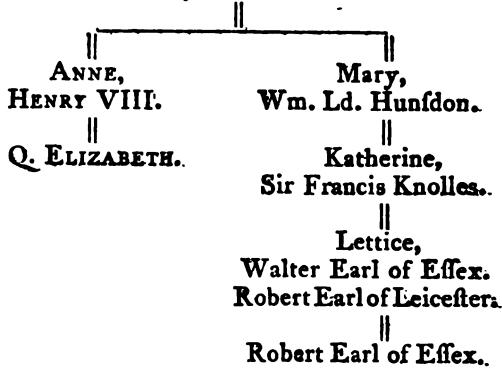 ANNE,
HENRY VIII.
Q. ELIZABETH.
Mary,
Wm. Ld. Hunſdon.
Katherine,
Sir Francis Knolles.
Lettice,
Walter Earl of Eſſex.
Robert Earl of Leiceſter.
Robert Earl of Eſſex.